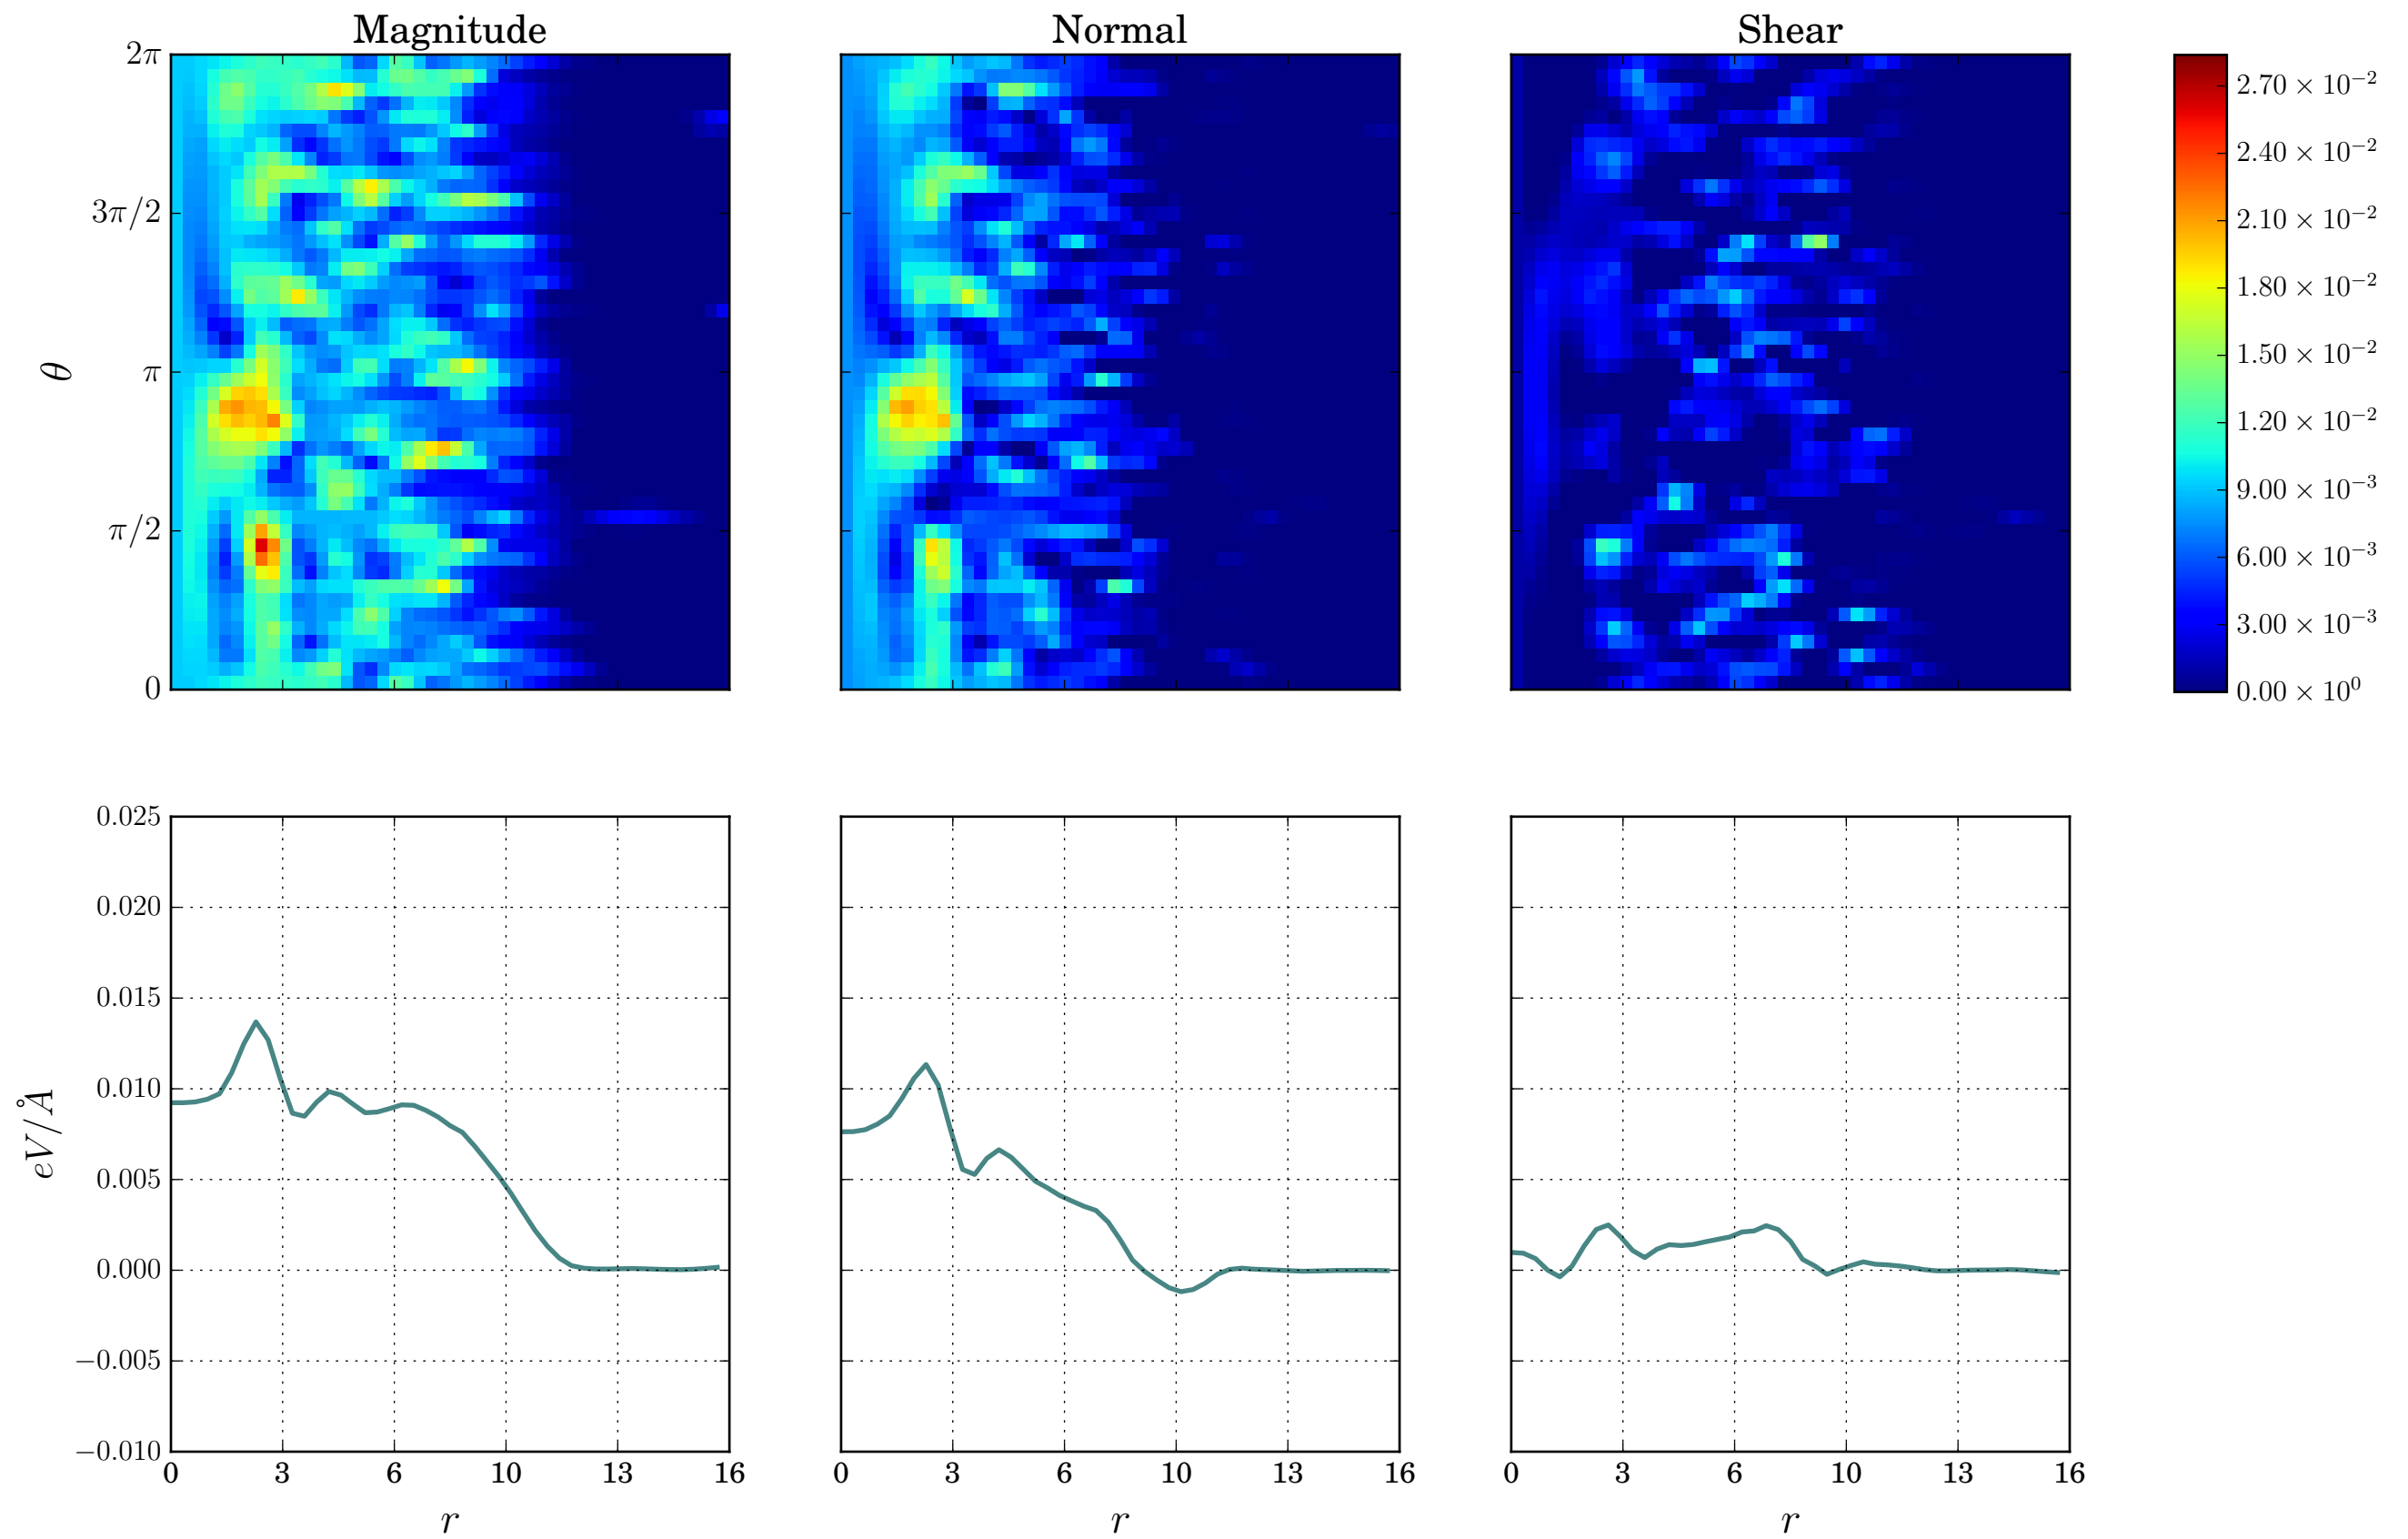 Magnitude Normal Shear
2π
3π/2
π
π/2
0
θ
2.70 × 10⁻²
2.40 × 10⁻²
2.10 × 10⁻²
1.80 × 10⁻²
1.50 × 10⁻²
1.20 × 10⁻²
9.00 × 10⁻³
6.00 × 10⁻³
3.00 × 10⁻³
0.00 × 10⁰
0.025
0.020
0.015
0.010
0.005
0.000
−0.005
−0.010
eV/Å
0 3 6 10 13 16 0 3 6 10 13 16 0 3 6 10 13 16
r r r